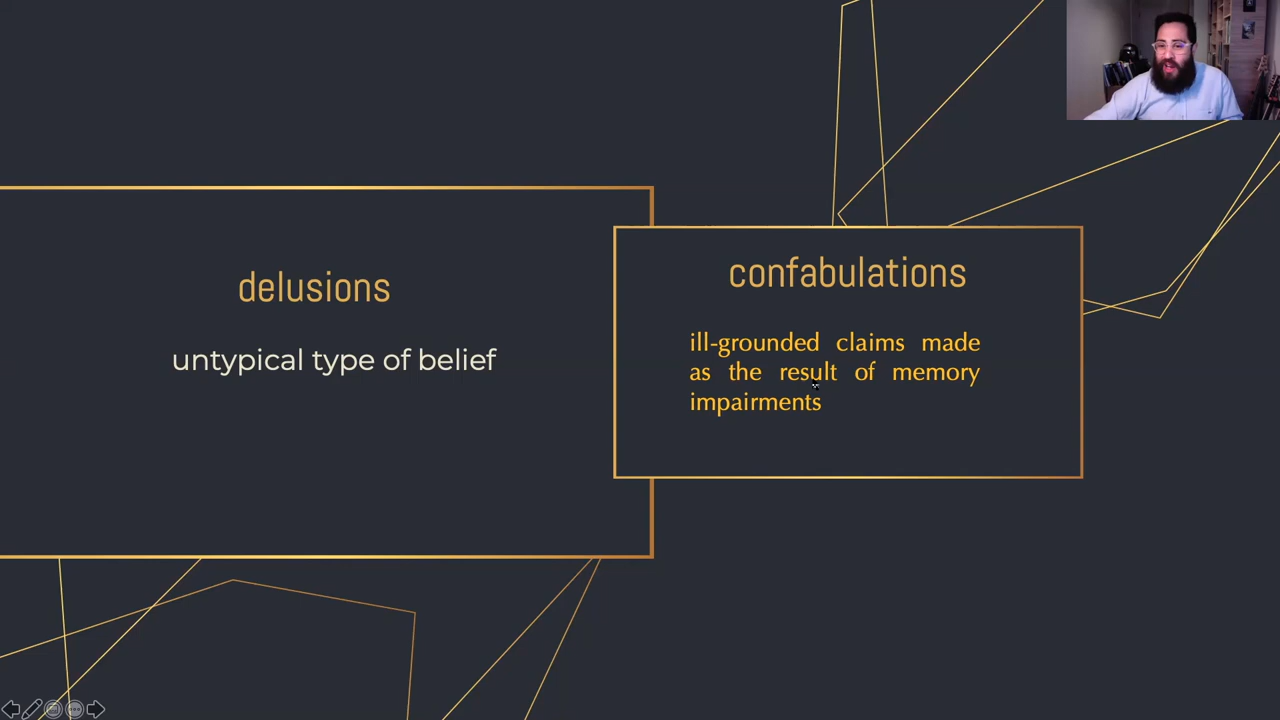 delusions
untypical type of belief
confabulations
ill-grounded claims made
as the result of memory
impairments